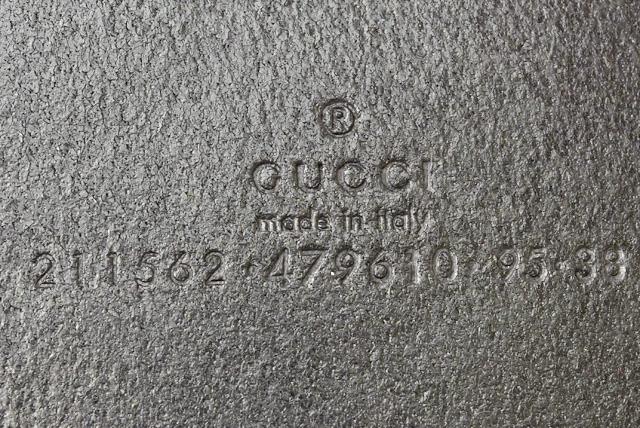 ®
GUCCI
made in italy
211562 · 479610 · 95 · 38